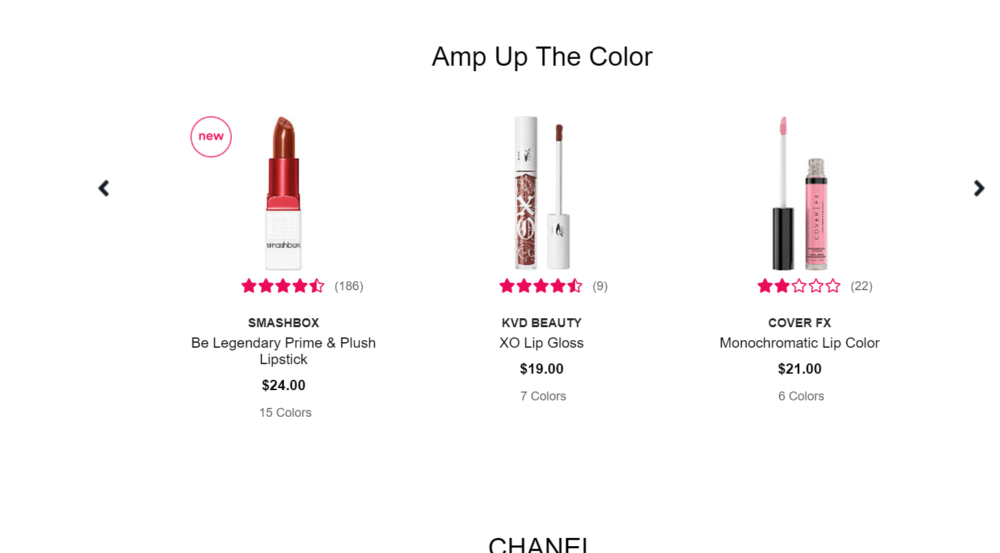 Amp Up The Color
new
smashbox
XO
COVER | FX
(186)
(9)
(22)
SMASHBOX
Be Legendary Prime & Plush
Lipstick
$24.00
15 Colors
KVD BEAUTY
XO Lip Gloss
$19.00
7 Colors
COVER FX
Monochromatic Lip Color
$21.00
6 Colors
CHANEL